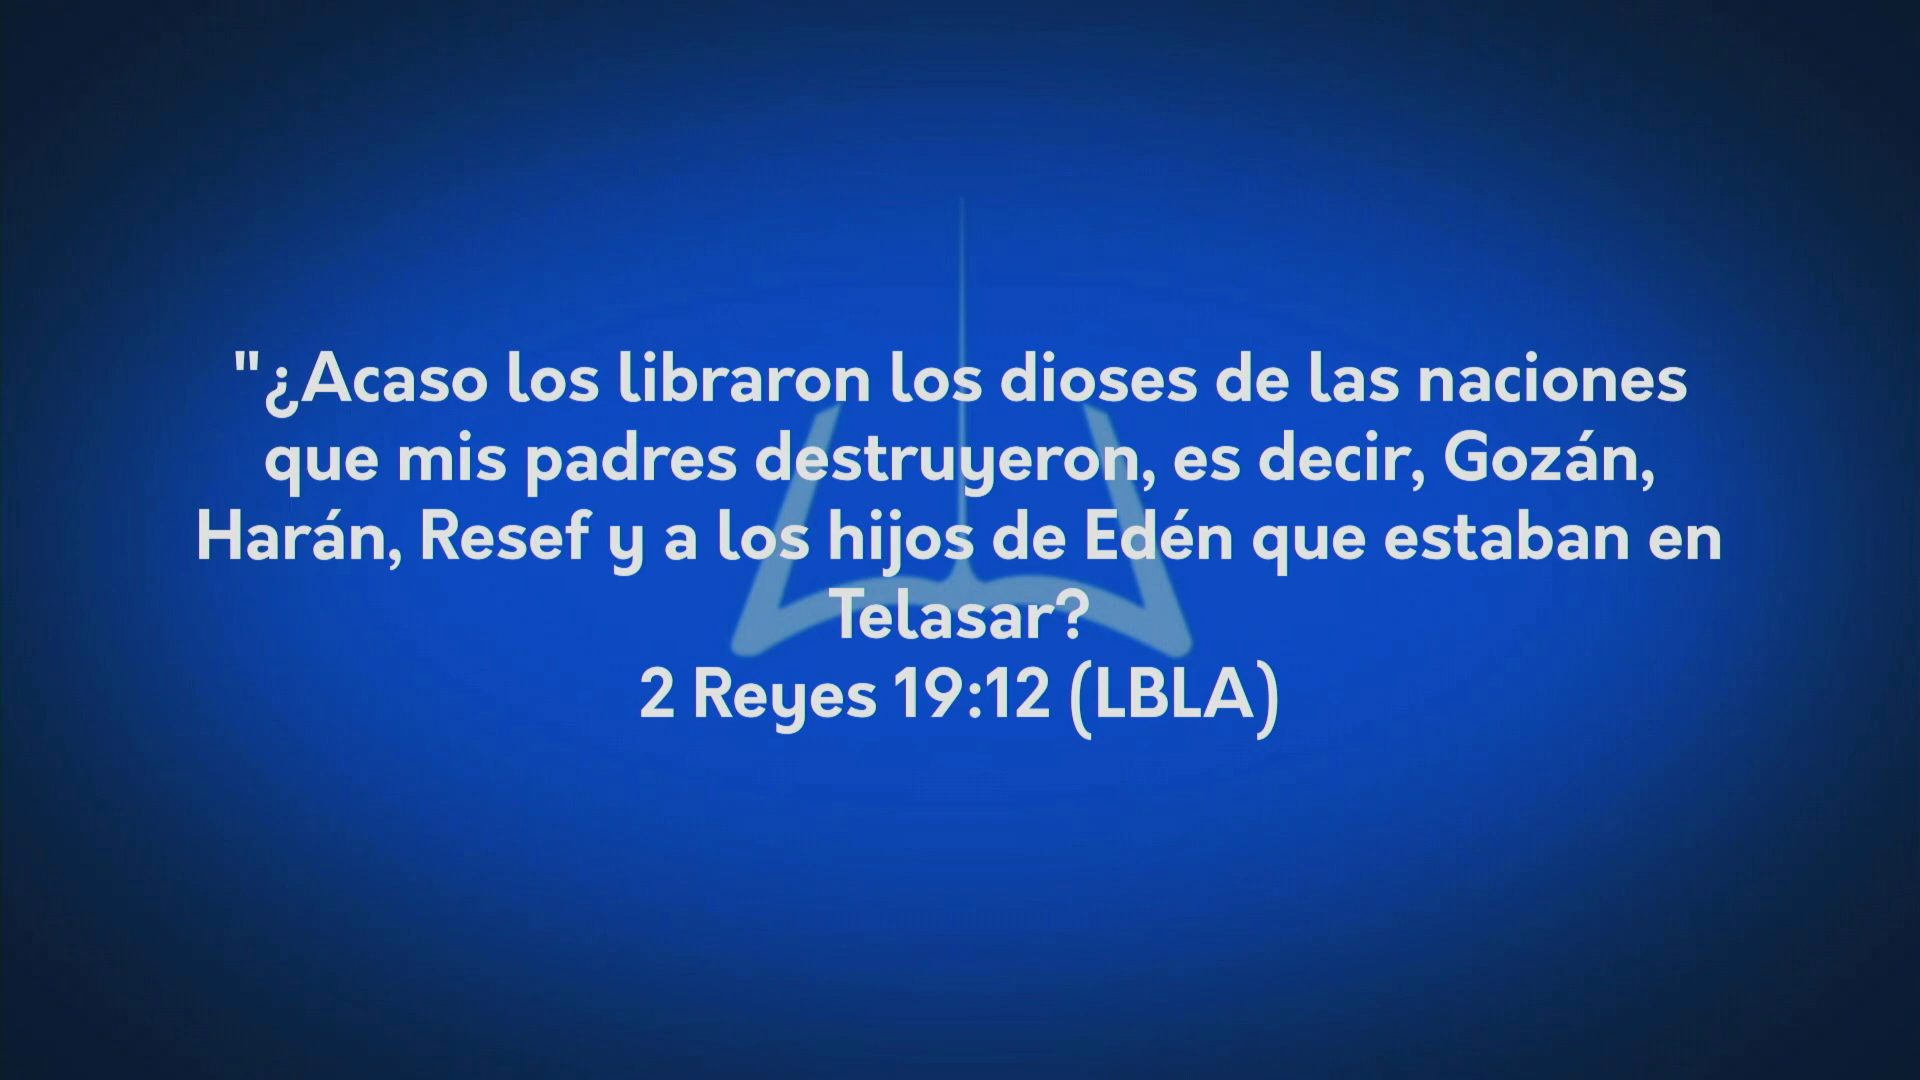 "¿Acaso los libraron los dioses de las naciones
que mis padres destruyeron, es decir, Gozán,
Harán, Resef y a los hijos de Edén que estaban en
Telasar?
2 Reyes 19:12 (LBLA)